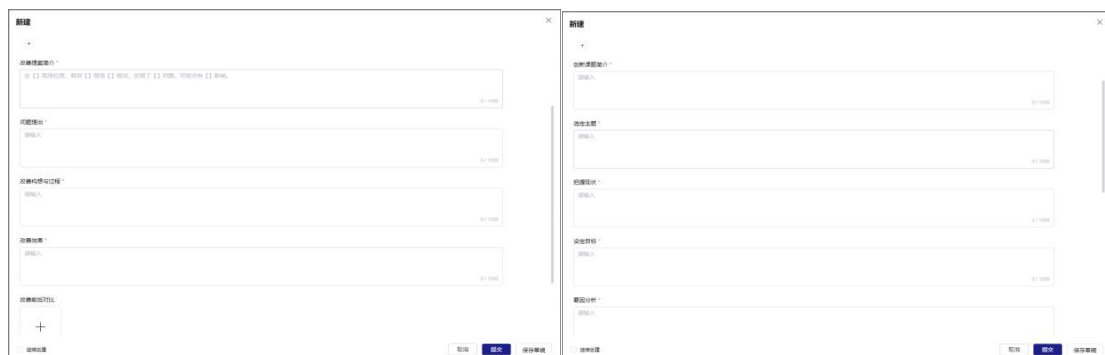 新建
×
+
改善提案简介 *
在【】现场位置，看到【】现场【】情况，发现了【】问题，可能会有【】影响。
0 / 1000
问题提出 *
请输入
0 / 1000
改善构想与过程 *
请输入
0 / 1000
改善效果 *
请输入
0 / 1000
改善前后对比
+
继续创建
取消 提交 保存草稿
新建
×
+
创新课题简介 *
请输入
0 / 1000
选定主题 *
请输入
0 / 1000
把握现状 *
请输入
0 / 1000
设定目标 *
请输入
0 / 1000
要因分析 *
请输入
继续创建
取消 提交 保存草稿